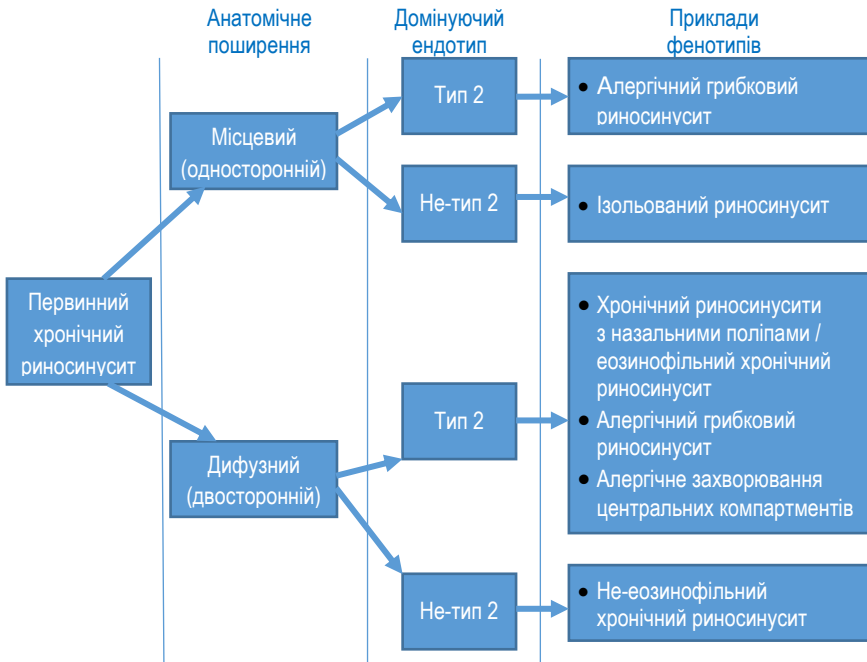 Анатомічне
поширення
Домінуючий
ендотип
Приклади
фенотипів
Первинний
хронічний
риносинусит
Місцевий
(односторонній)
Тип 2
• Алергічний грибковий
риносинусит
Не-тип 2
• Ізольований риносинусит
Дифузний
(двосторонній)
Тип 2
• Хронічний риносинусити
з назальними поліпами /
еозинофільний хронічний
риносинусит
• Алергічний грибковий
риносинусит
• Алергічне захворювання
центральних компартментів
Не-тип 2
• Не-еозинофільний
хронічний риносинусит